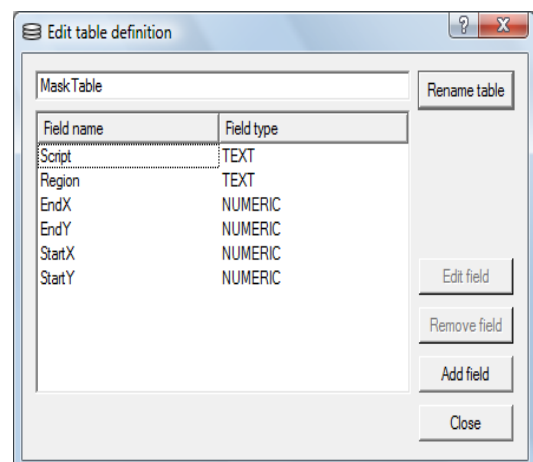 Edit table definition
? X
MaskTable
Rename table
Field name Field type
Script TEXT
Region TEXT
EndX NUMERIC
EndY NUMERIC
StartX NUMERIC
StartY NUMERIC
Edit field
Remove field
Add field
Close